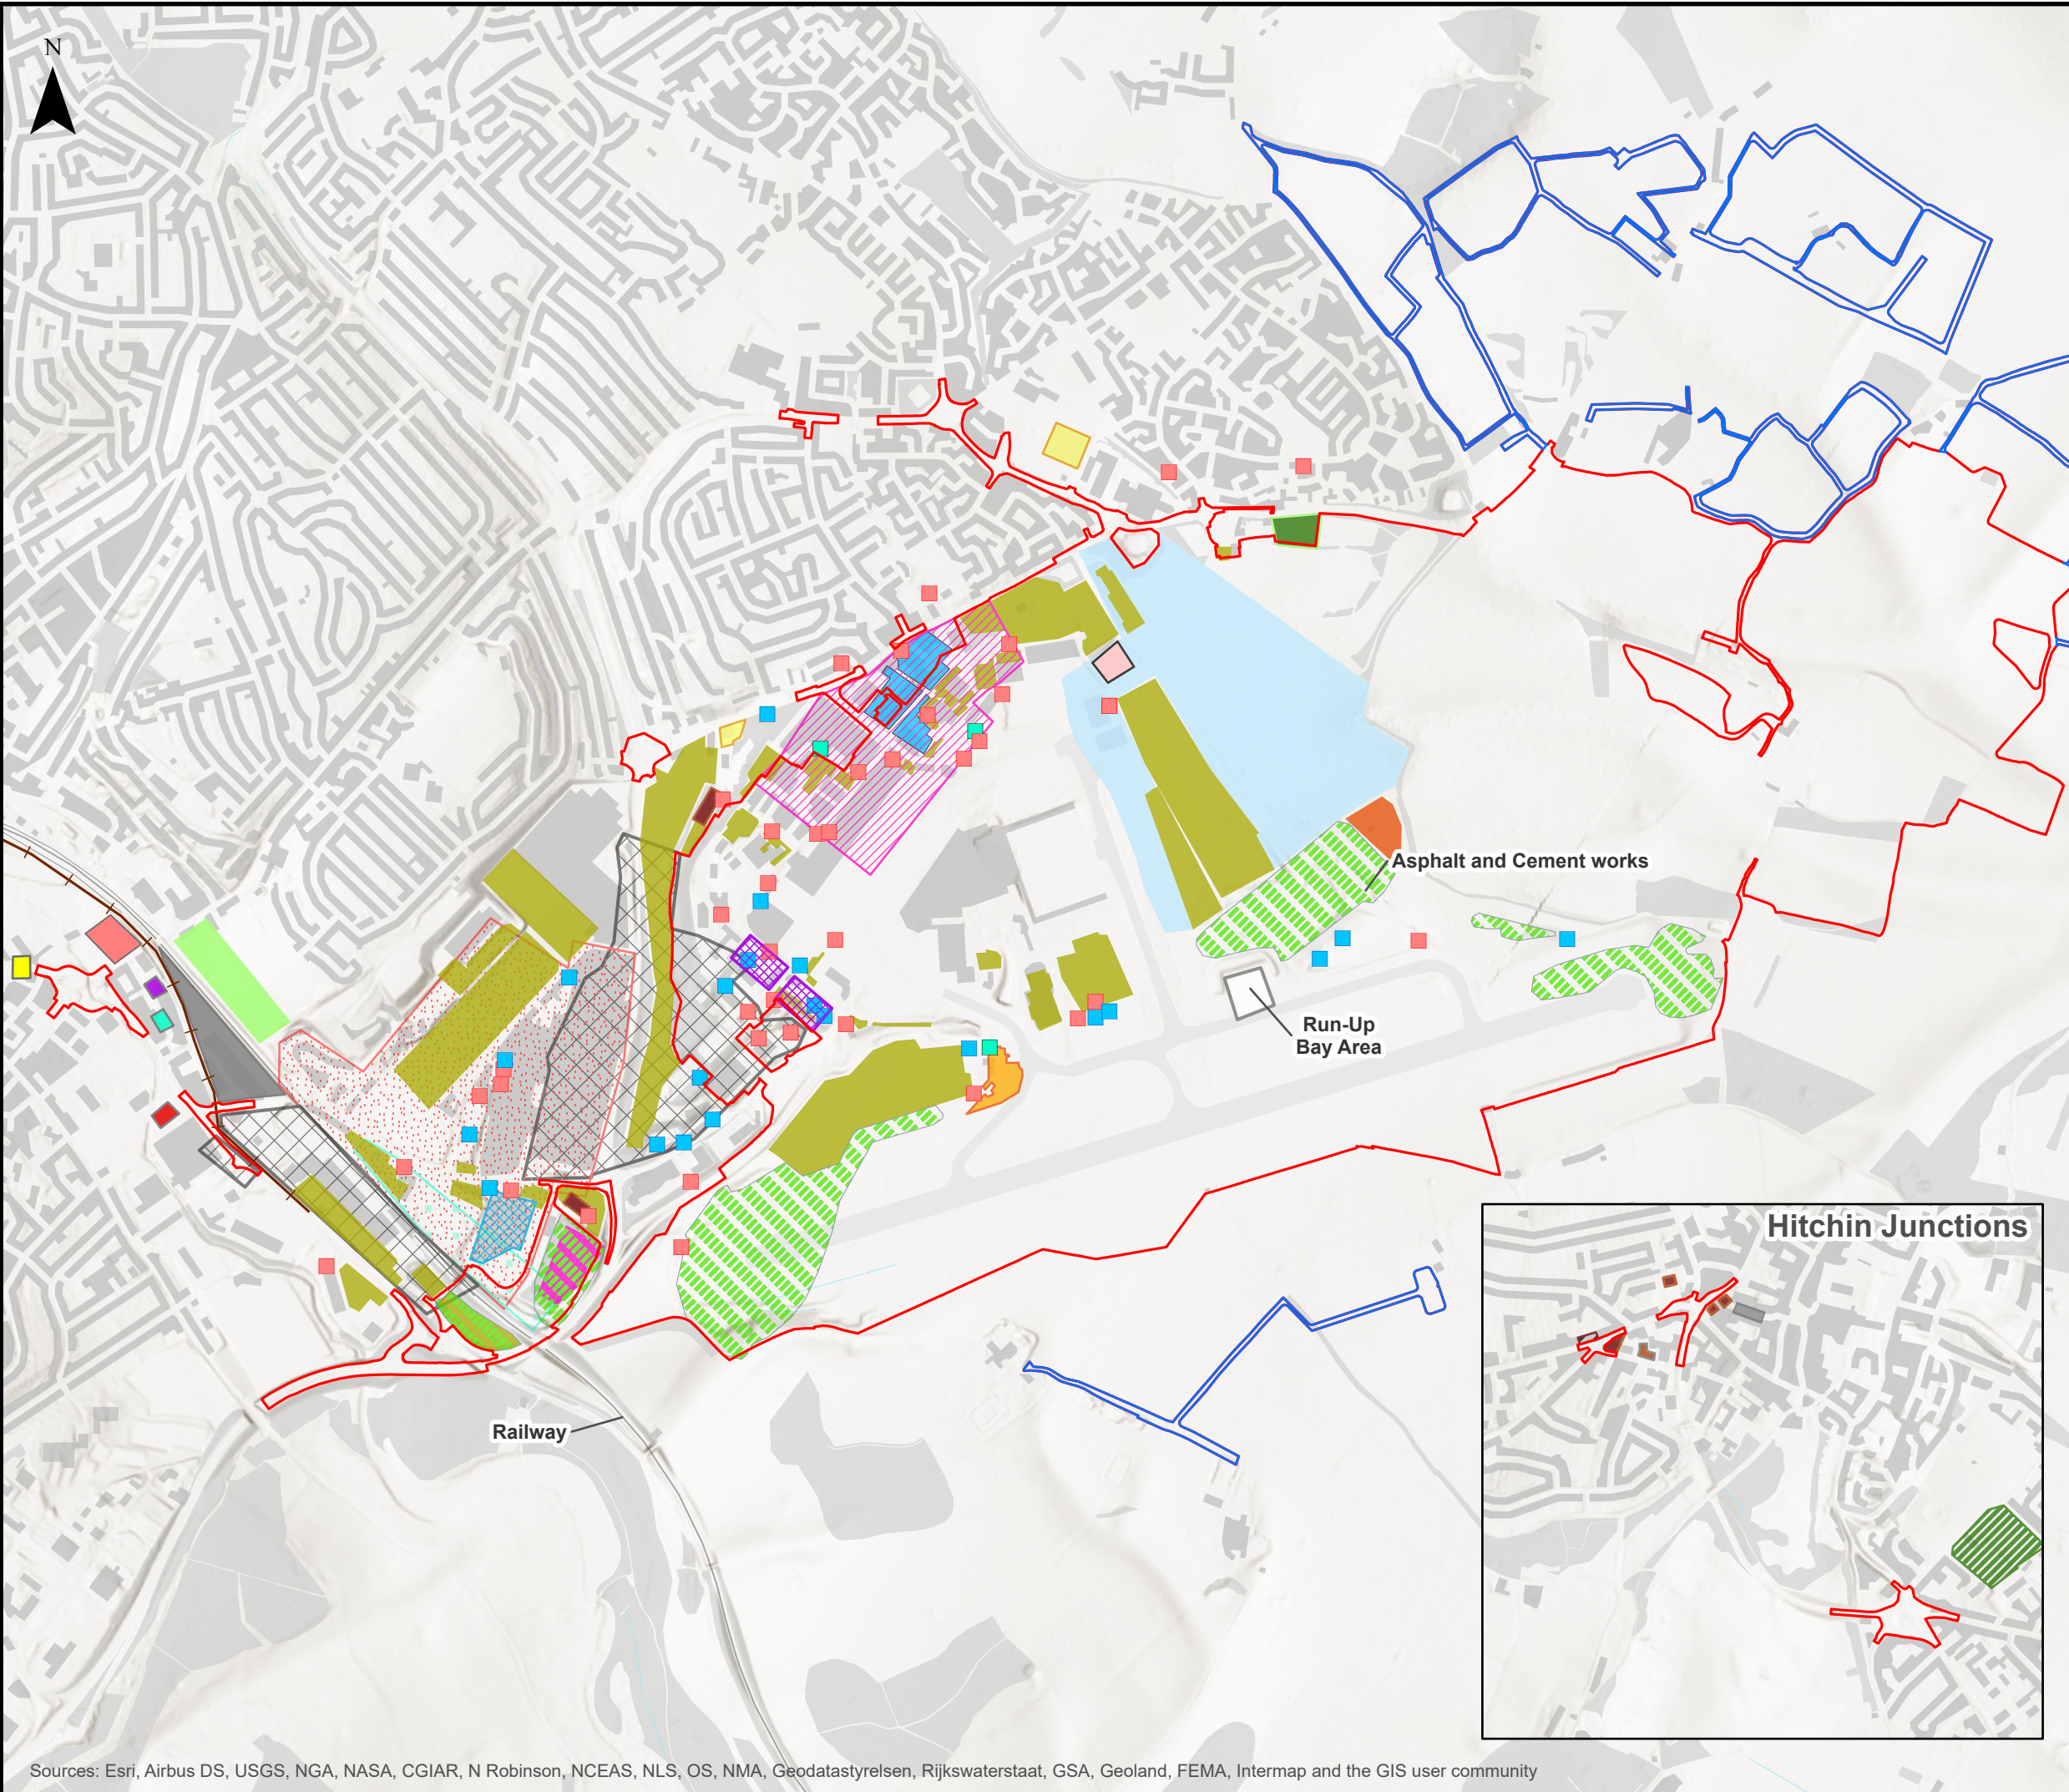 N
Asphalt and Cement works
Run-Up
Bay Area
Hitchin Junctions
Railway
Sources: Esri, Airbus DS, USGS, NGA, NASA, CGIAR, N Robinson, NCEAS, NLS, OS, NMA, Geodatastyrelsen, Rijkswaterstaat, GSA, Geoland, FEMA, Intermap and the GIS user community